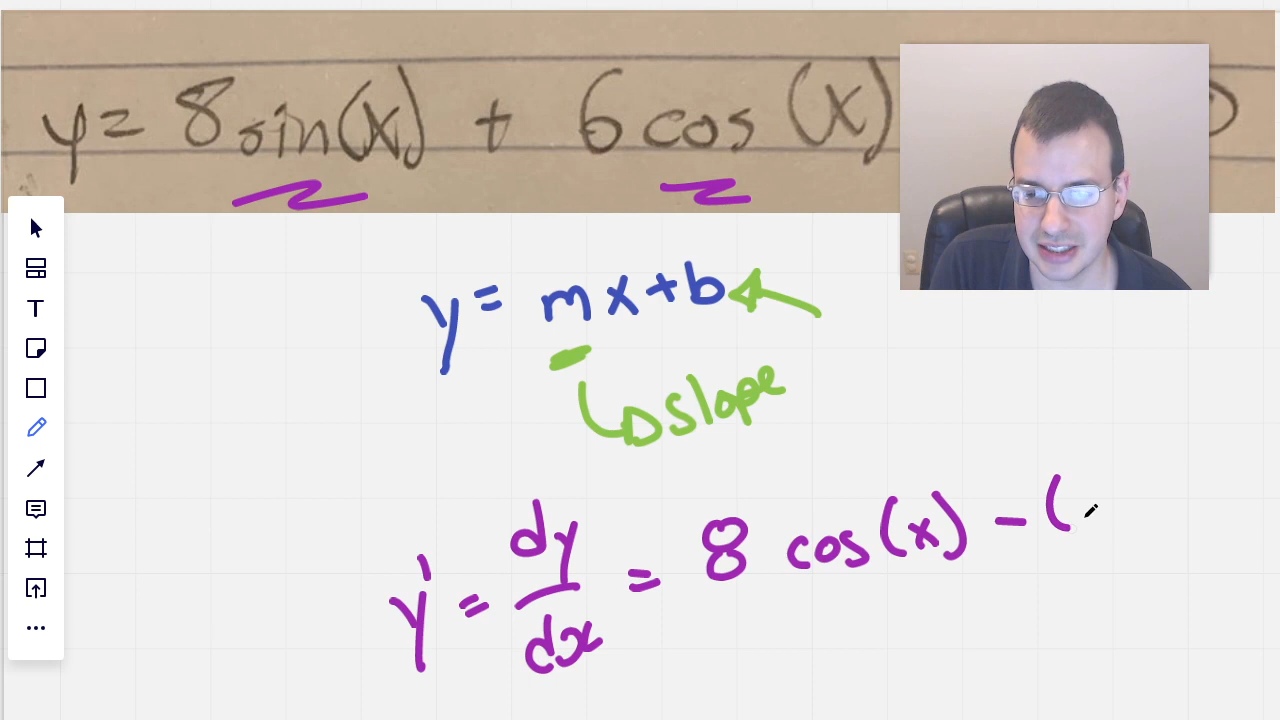 y = 8 sin(x) + 6 cos(x)
y = mx+b
slope
y' = dy/dx = 8 cos(x) - (
T